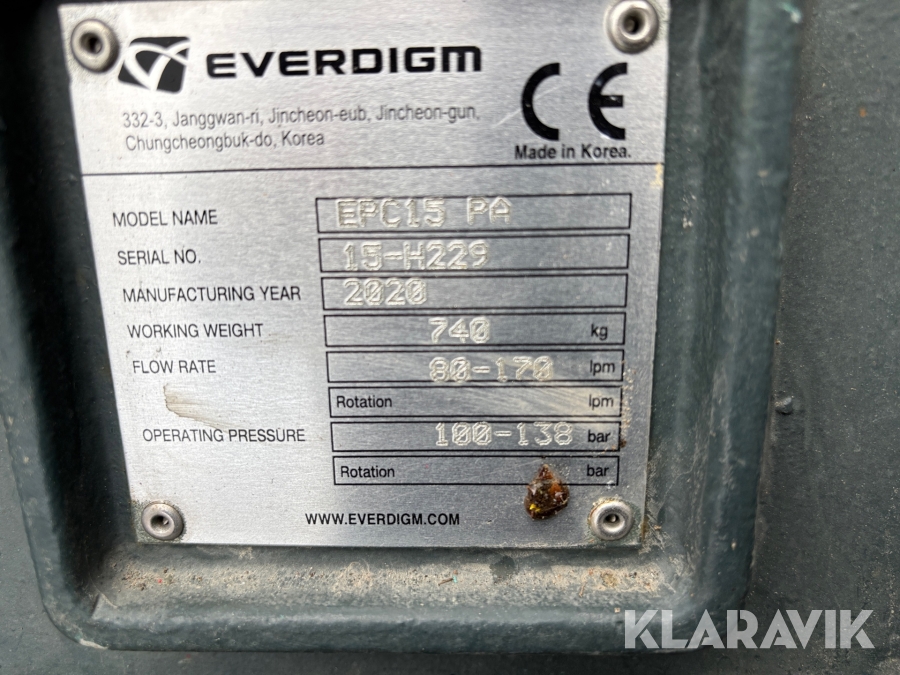 EVERDIGM
332-3, Janggwan-ri, Jincheon-eub, Jincheon-gun,
Chungcheongbuk-do, Korea
CE
Made in Korea.
MODEL NAME EPC15 PA
SERIAL NO. 15-H229
MANUFACTURING YEAR 2020
WORKING WEIGHT 740 kg
FLOW RATE 80-170 lpm
Rotation lpm
OPERATING PRESSURE 100-138 bar
Rotation bar
WWW.EVERDIGM.COM
KLARAVIK